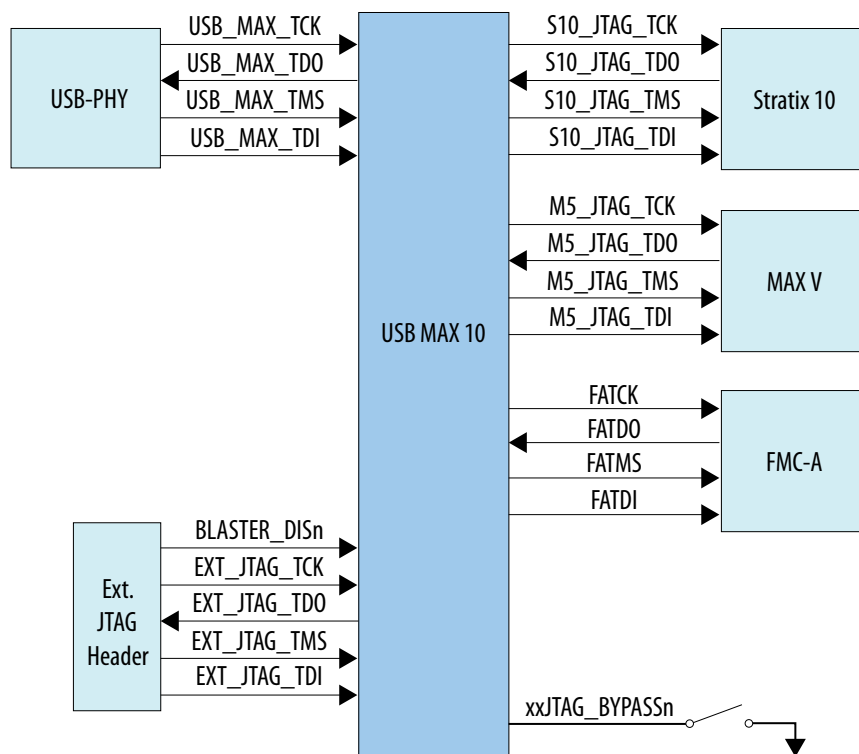 USB-PHY
USB_MAX_TCK
USB_MAX_TDO
USB_MAX_TMS
USB_MAX_TDI
USB MAX 10
S10_JTAG_TCK
S10_JTAG_TDO
S10_JTAG_TMS
S10_JTAG_TDI
Stratix 10
M5_JTAG_TCK
M5_JTAG_TDO
M5_JTAG_TMS
M5_JTAG_TDI
MAX V
FATCK
FATDO
FATMS
FATDI
FMC-A
Ext.
JTAG
Header
BLASTER_DISn
EXT_JTAG_TCK
EXT_JTAG_TDO
EXT_JTAG_TMS
EXT_JTAG_TDI
xxJTAG_BYPASSn